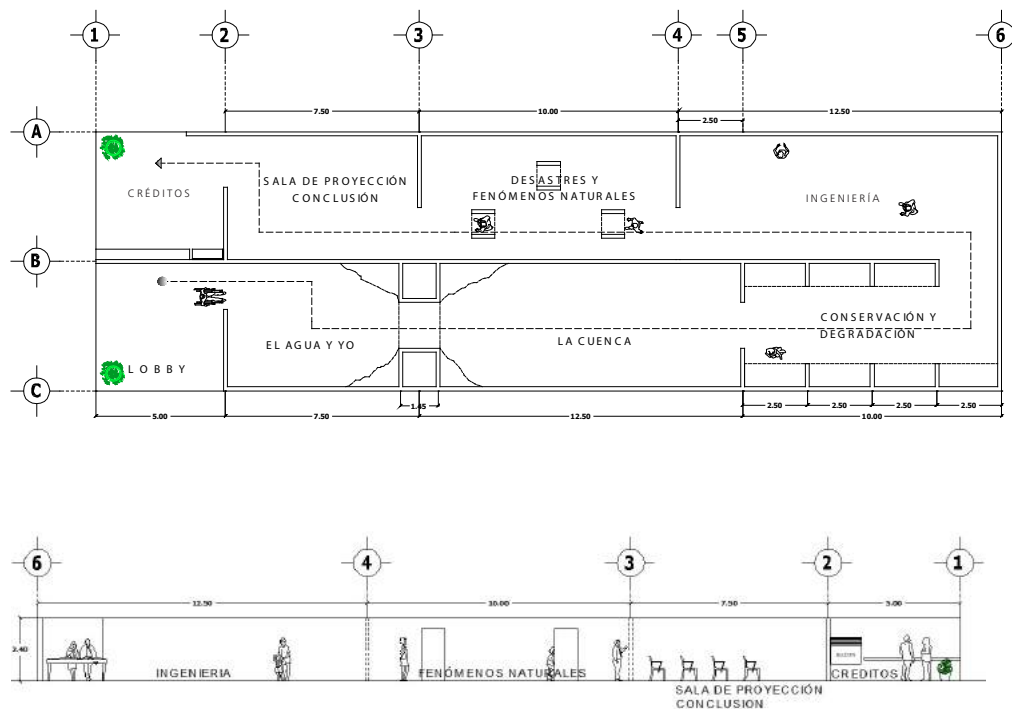 1 2 3 4 5 6
7.50 10.00 12.50
2.50
A
SALA DE PROYECCIÓN
CONCLUSIÓN
DESASTRES Y
FENÓMENOS NATURALES
CRÉDITOS
INGENIERÍA
B
CONSERVACIÓN Y
DEGRADACIÓN
EL AGUA Y YO
LA CUENCA
LOBBY
C
1.45
2.50 2.50 2.50 2.50
5.00 7.50 12.50 10.00
6 4 3 2 1
12.50 10.00 7.50 5.00
2.40
INGENIERIA
FENÓMENOS NATURALES
CREDITOS
SALA DE PROYECCIÓN
CONCLUSION